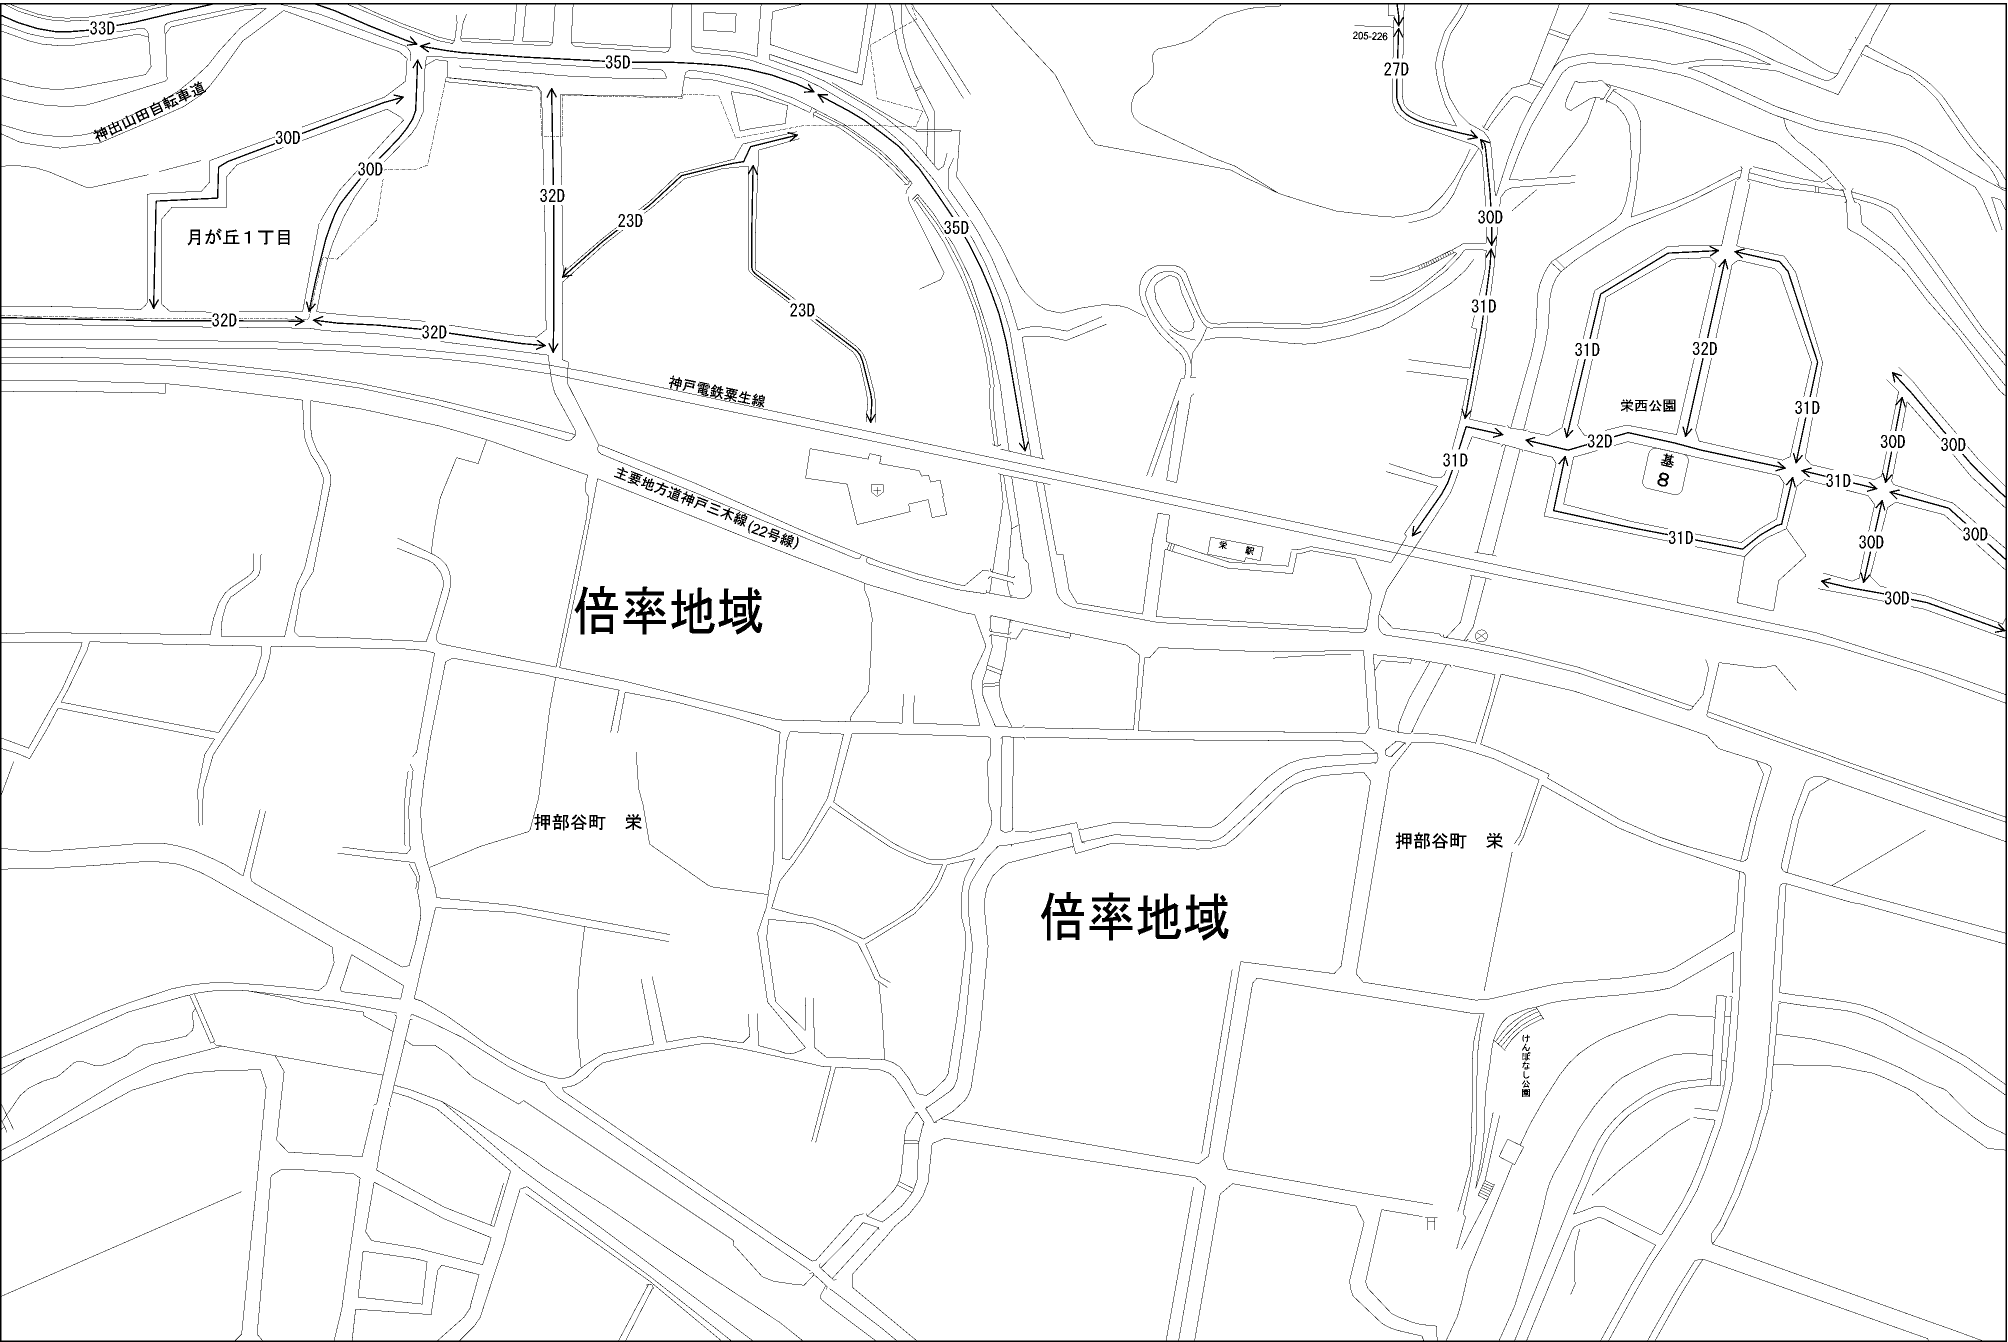 33D
35D
205-226
27D
神出山田自転車道
30D
30D
32D
23D
35D
30D
月が丘1丁目
32D
32D
23D
31D
31D
32D
31D
神戸電鉄粟生線
栄西公園
32D
30D
30D
31D
基
8
31D
主要地方道神戸三木線(22号線)
31D
30D
30D
栄 駅
30D
倍率地域
押部谷町 栄
押部谷町 栄
倍率地域
けんぽなし公園